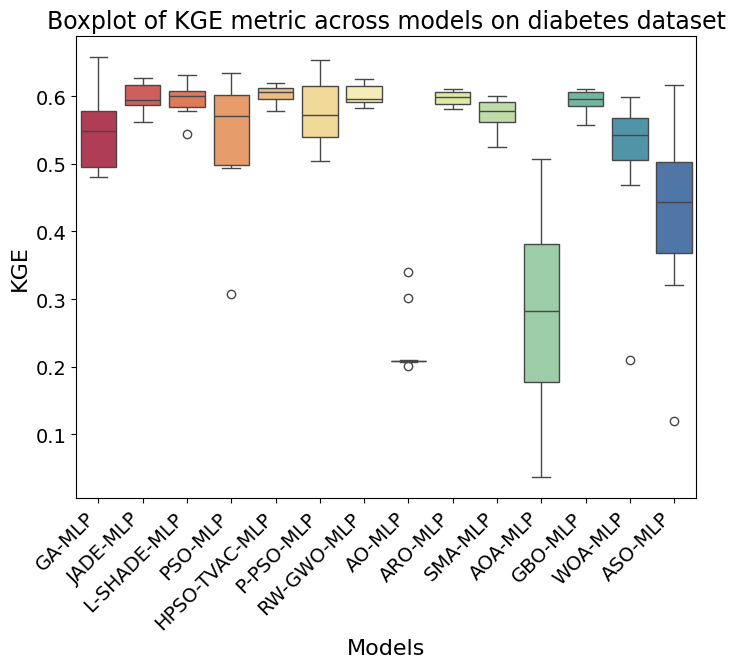 Boxplot of KGE metric across models on diabetes dataset
KGE
0.6
0.5
0.4
0.3
0.2
0.1
GA-MLP
JADE-MLP
L-SHADE-MLP
PSO-MLP
HPSO-TVAC-MLP
P-PSO-MLP
RW-GWO-MLP
AO-MLP
ARO-MLP
SMA-MLP
AOA-MLP
GBO-MLP
WOA-MLP
ASO-MLP
Models